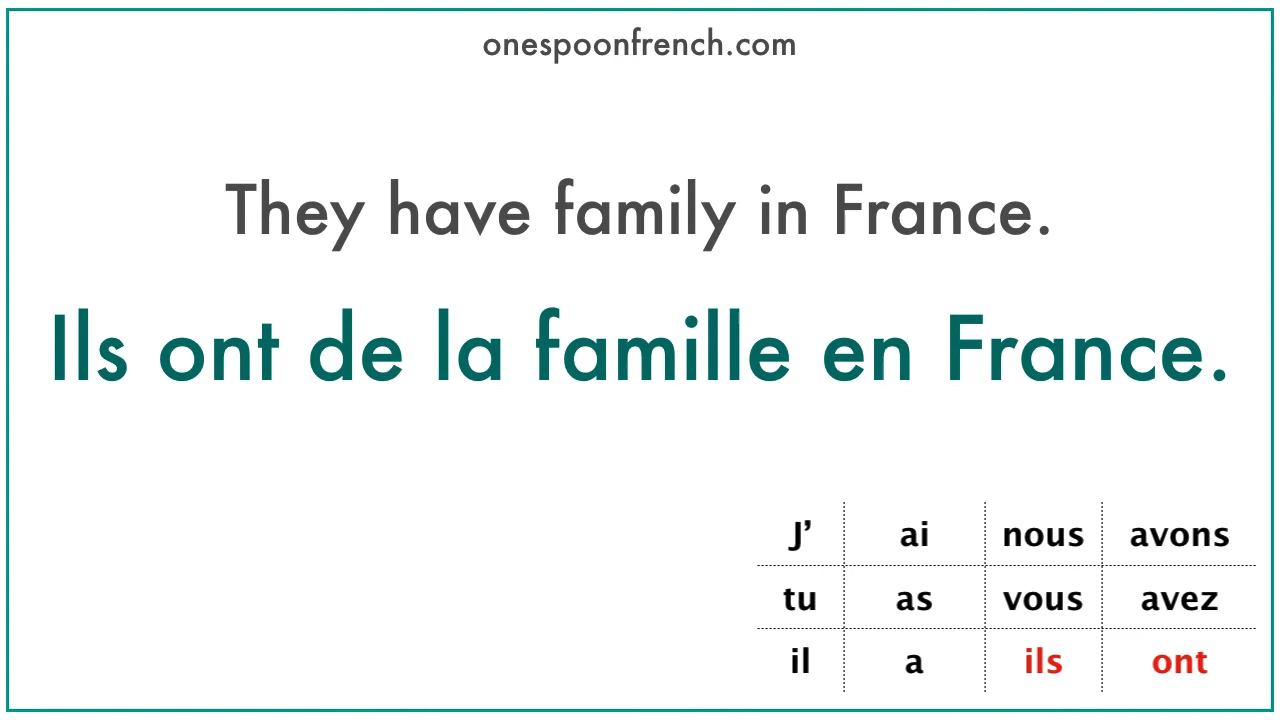 onespoonfrench.com
They have family in France.
Ils ont de la famille en France.
J’ ai nous avons
tu as vous avez
il a ils ont